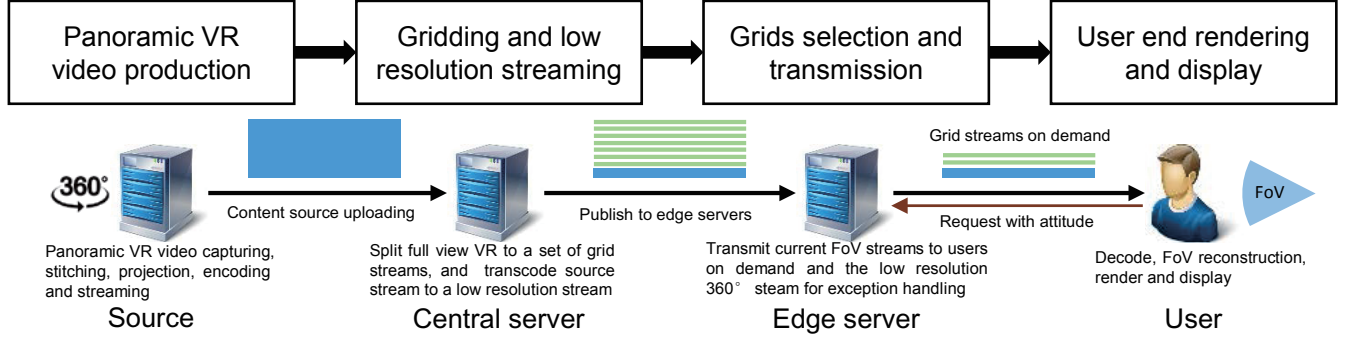 Panoramic VR
video production
Gridding and low
resolution streaming
Grids selection and
transmission
User end rendering
and display
360°
Content source uploading
Publish to edge servers
Grid streams on demand
Request with attitude
FoV
Panoramic VR video capturing,
stitching, projection, encoding
and streaming
Split full view VR to a set of grid
streams, and transcode source
stream to a low resolution stream
Transmit current FoV streams to users
on demand and the low resolution
360° steam for exception handling
Decode, FoV reconstruction,
render and display
Source
Central server
Edge server
User